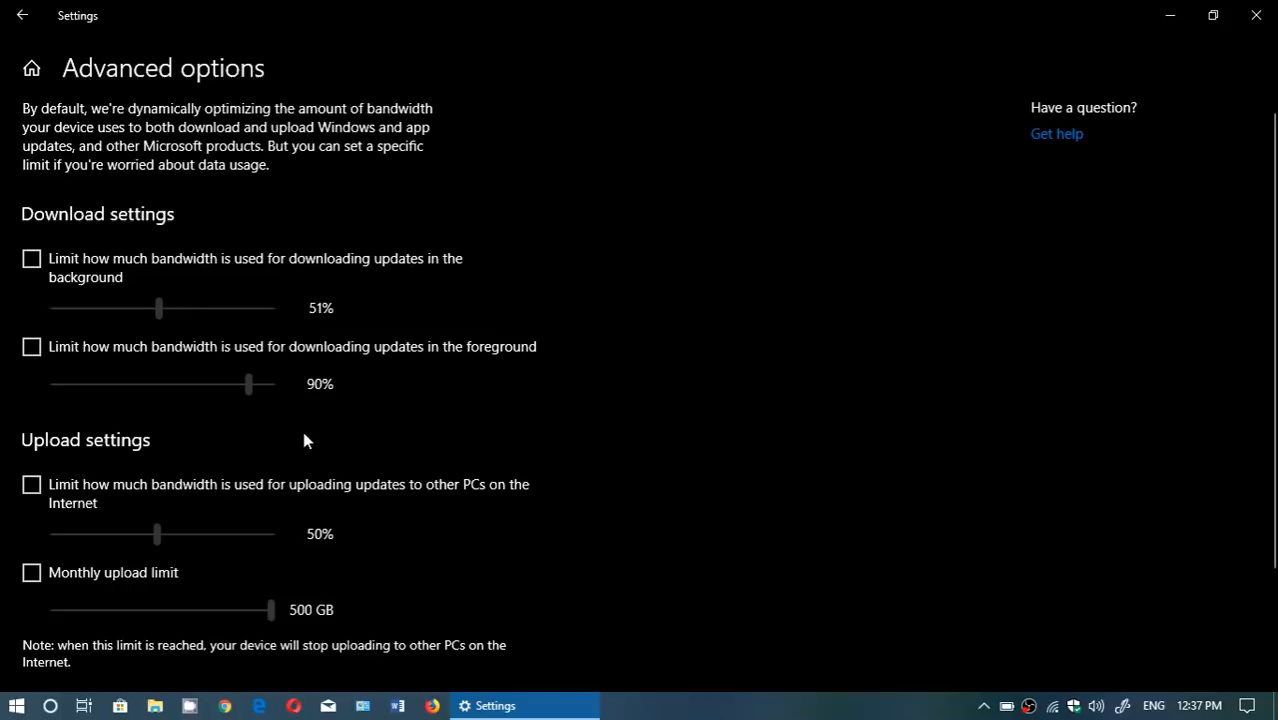 Settings
Advanced options
By default, we're dynamically optimizing the amount of bandwidth
your device uses to both download and upload Windows and app
updates, and other Microsoft products. But you can set a specific
limit if you're worried about data usage.
Have a question?
Get help
Download settings
Limit how much bandwidth is used for downloading updates in the
background
51%
Limit how much bandwidth is used for downloading updates in the foreground
90%
Upload settings
Limit how much bandwidth is used for uploading updates to other PCs on the
Internet
50%
Monthly upload limit
500 GB
Note: when this limit is reached, your device will stop uploading to other PCs on the
Internet.
Settings
ENG
12:37 PM